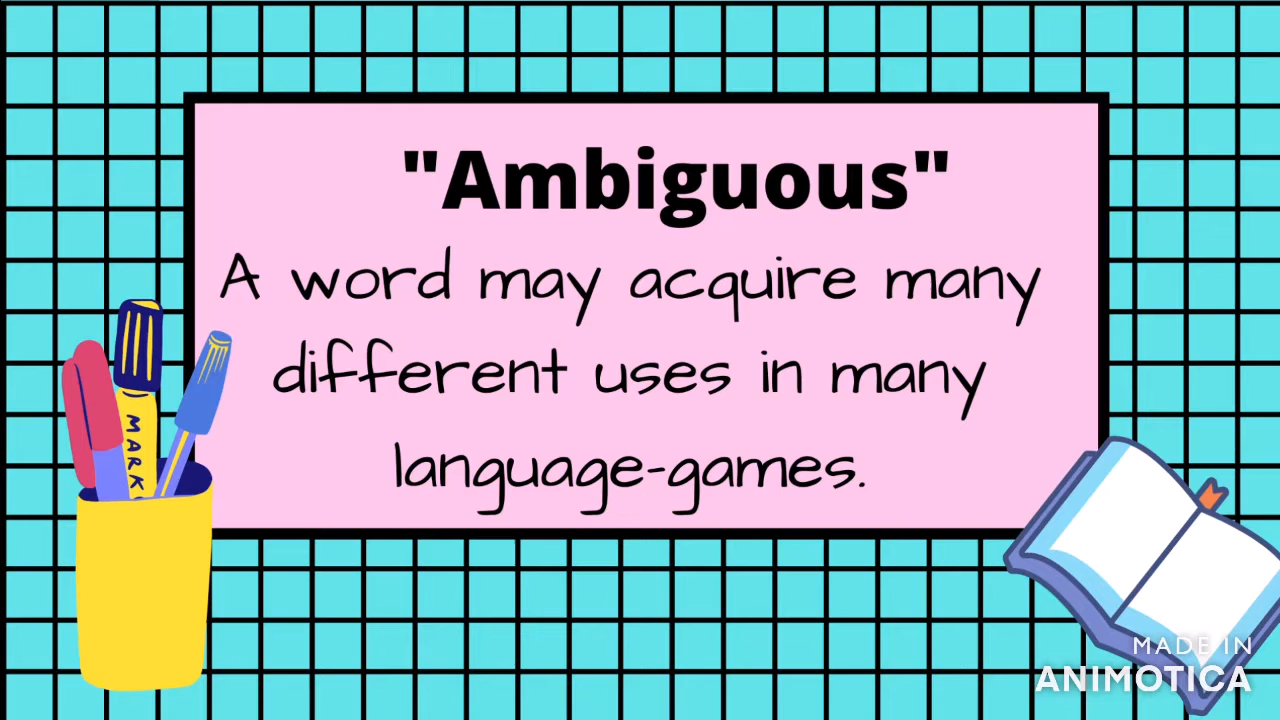 "Ambiguous"
A word may acquire many
different uses in many
language-games.
MARK
MADE IN
ANIMOTICA